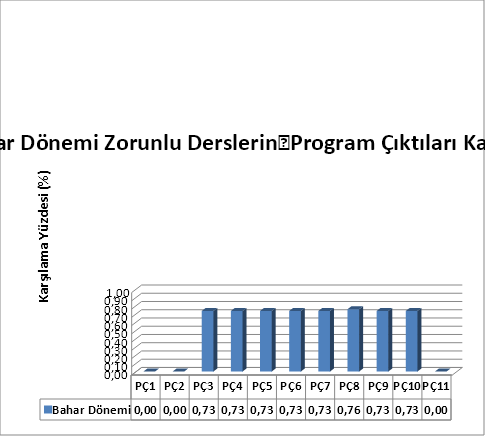 ar Dönemi Zorunlu Derslerin Program Çıktıları Ka
Karşılama Yüzdesi (%)
1,00
0,90
0,80
0,70
0,60
0,50
0,40
0,30
0,20
0,10
0,00
PÇ1 PÇ2 PÇ3 PÇ4 PÇ5 PÇ6 PÇ7 PÇ8 PÇ9 PÇ10 PÇ11
Bahar Dönemi 0,00 0,00 0,73 0,73 0,73 0,73 0,73 0,76 0,73 0,73 0,00